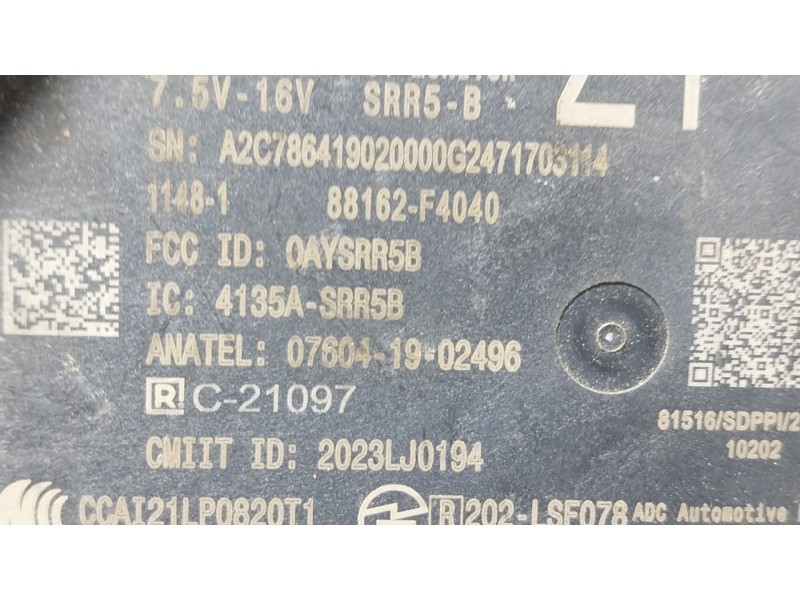 7.5V-16V SRR5-B
SN: A2C786419020000G2471703114
1148-1 88162-F4040
FCC ID: OAYSRR5B
IC: 4135A-SRR5B
ANATEL: 07604-19-02496
R C-21097
81516/SDPPI/2
10202
CMIIT ID: 2023LJ0194
CCAI21LP0820T1
R 202-LSF078
ADC Automotive